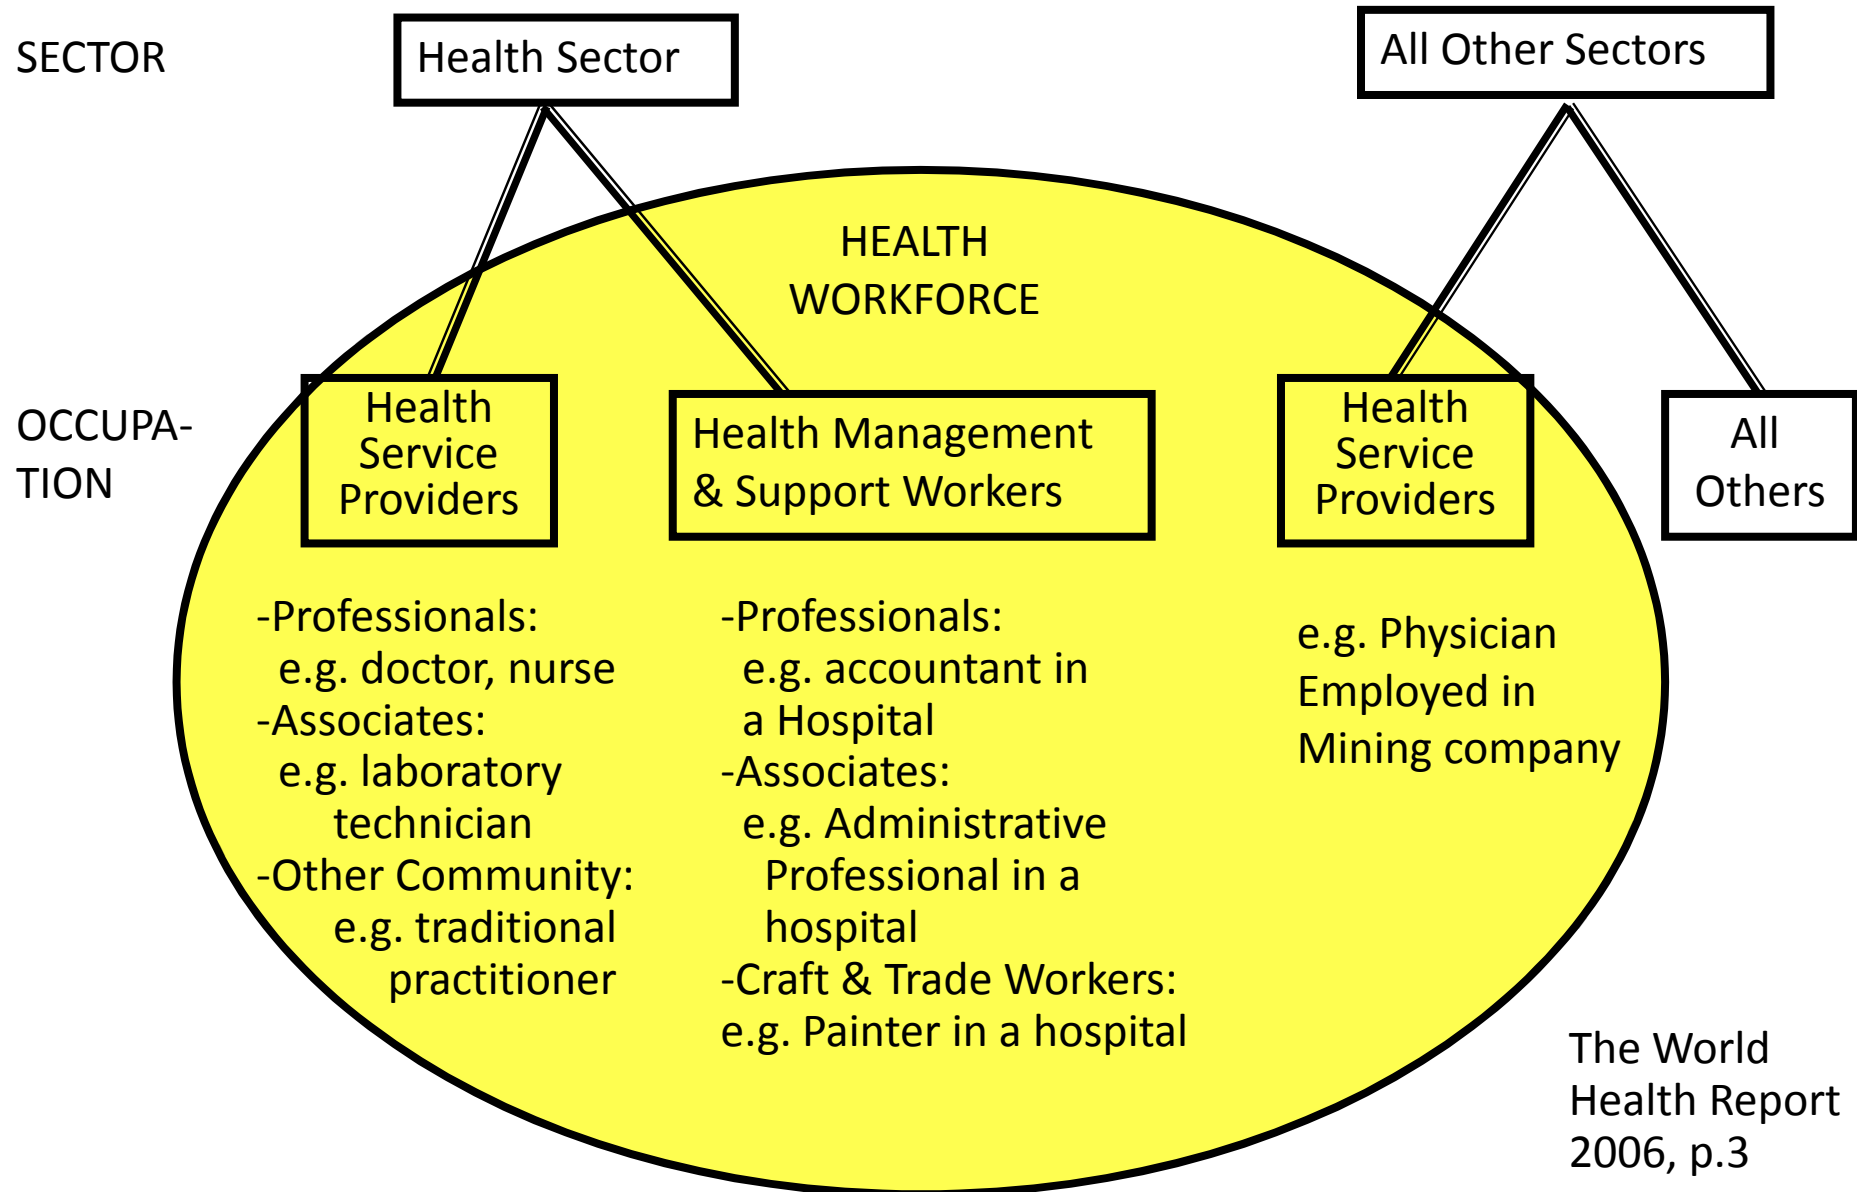 SECTOR
Health Sector
All Other Sectors
HEALTH
WORKFORCE
OCCUPA-
TION
Health
Service
Providers
Health Management
& Support Workers
Health
Service
Providers
All
Others
-Professionals:
e.g. doctor, nurse
-Associates:
e.g. laboratory
technician
-Other Community:
e.g. traditional
practitioner
-Professionals:
e.g. accountant in
a Hospital
-Associates:
e.g. Administrative
Professional in a
hospital
-Craft & Trade Workers:
e.g. Painter in a hospital
e.g. Physician
Employed in
Mining company
The World
Health Report
2006, p.3